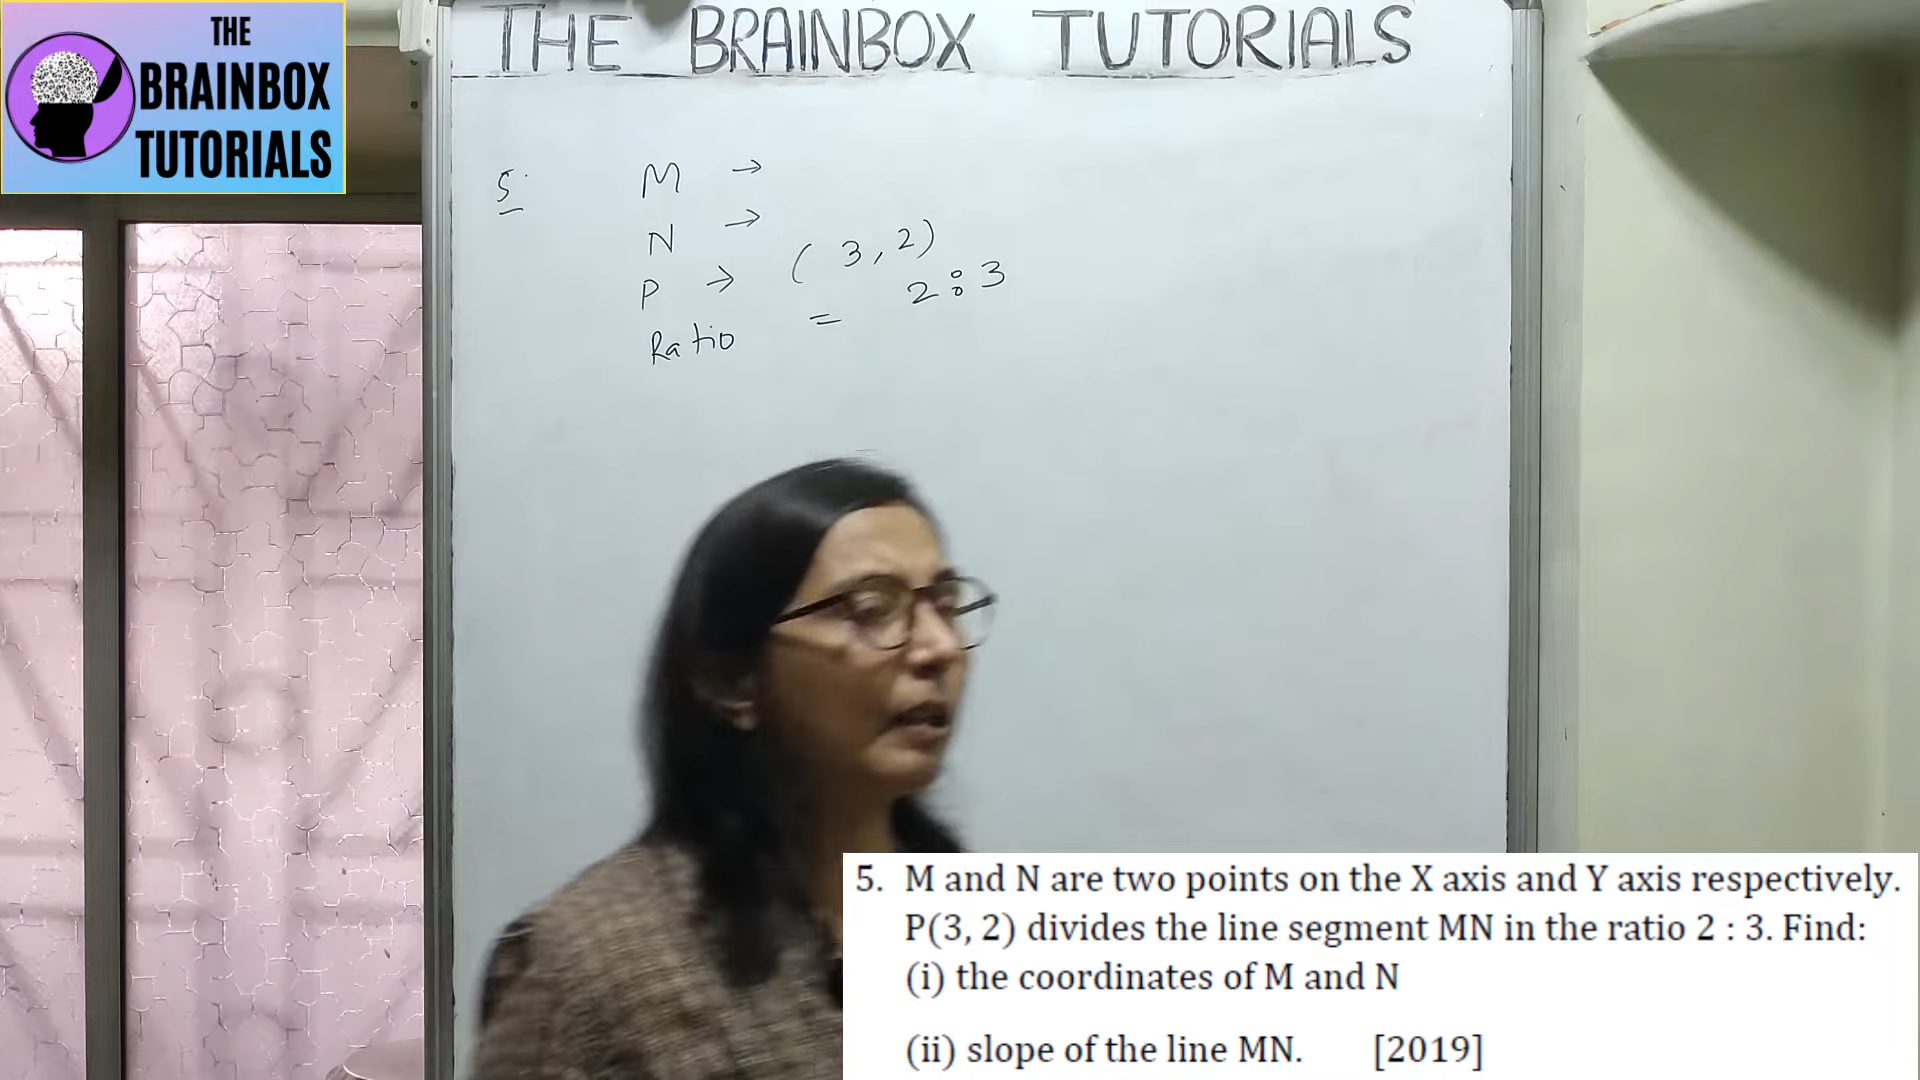 THE
BRAINBOX
TUTORIALS
THE BRAINBOX TUTORIALS
5.
M →
N →
P → (3, 2)
Ratio = 2:3
5. M and N are two points on the X axis and Y axis respectively.
P(3, 2) divides the line segment MN in the ratio 2 : 3. Find:
(i) the coordinates of M and N
(ii) slope of the line MN. [2019]